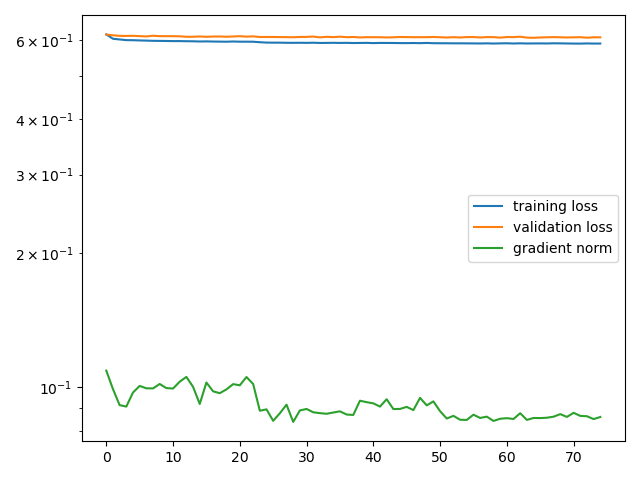 6 × 10⁻¹
4 × 10⁻¹
3 × 10⁻¹
2 × 10⁻¹
10⁻¹
training loss
validation loss
gradient norm
0 10 20 30 40 50 60 70